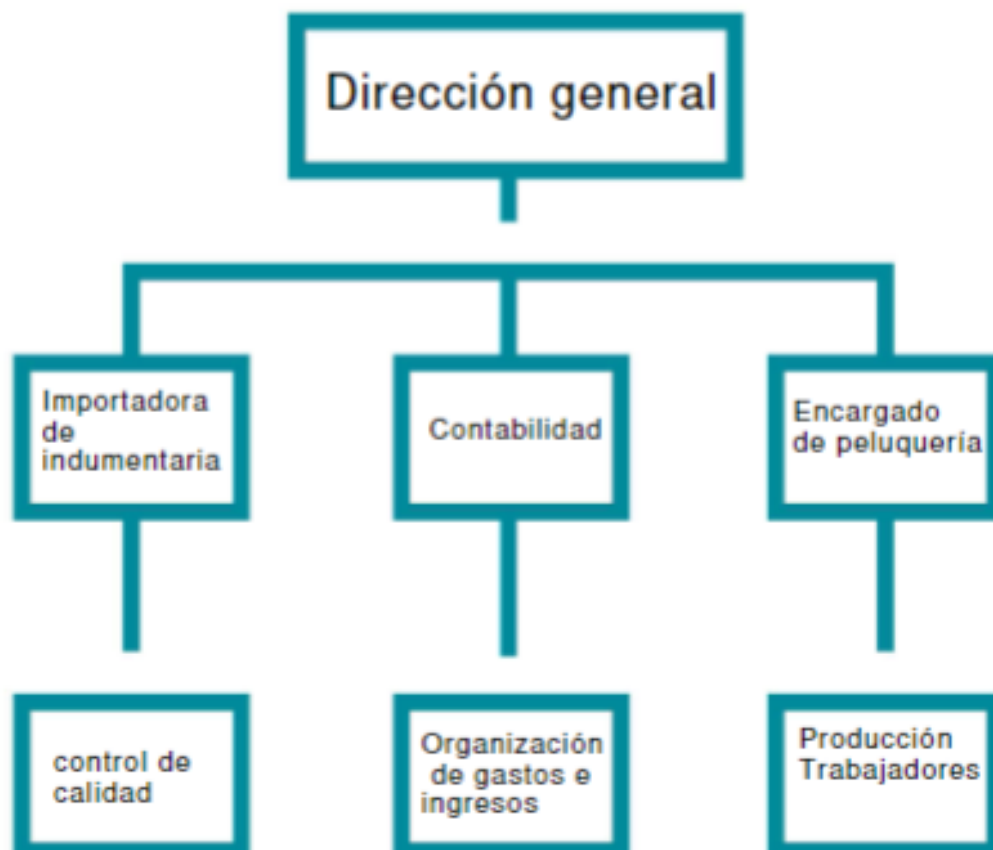 Dirección general
Importadora
de
indumentaria
Contabilidad
Encargado
de peluquería
control de
calidad
Organización
de gastos e
ingresos
Producción
Trabajadores